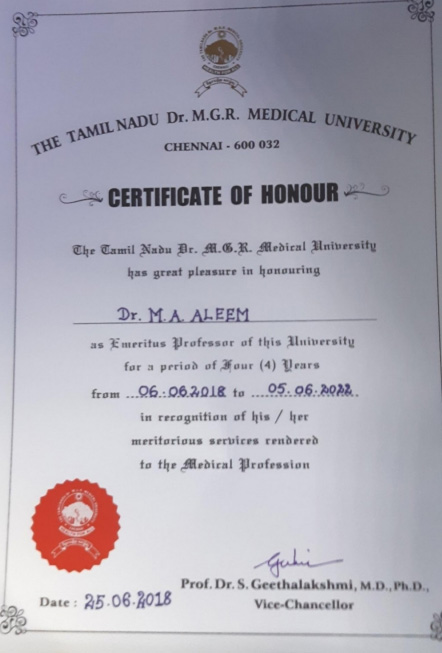 THE TAMIL NADU Dr. M.G.R. MEDICAL UNIVERSITY
CHENNAI - 600 032
CERTIFICATE OF HONOUR
The Tamil Nadu Dr. M.G.R. Medical University
has great pleasure in honouring
Dr. M.A. ALEEM
as Emeritus Professor of this University
for a period of Four (4) Years
from ...06.06.2018 to ...05.06.2022.
in recognition of his / her
meritorious services rendered
to the Medical Profession
Prof. Dr. S. Geethalakshmi, M.D., Ph.D.,
Vice-Chancellor
Date : 25.06.2018